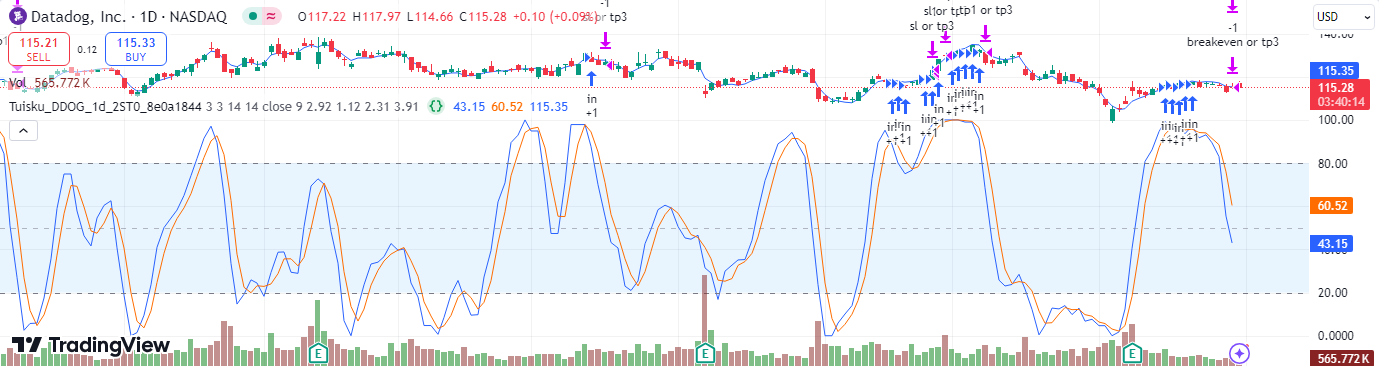 Datadog, Inc. · 1D · NASDAQ
O117.22 H117.97 L114.66 C115.28 +0.10 (+0.09%)
-1
or tp3
sl or tp1 or tp3
sl or tp3
-1
breakeven or tp3
USD
140.00
115.21
SELL
0.12
115.33
BUY
Vol 565.772 K
115.35
115.28
03:40:14
Tuisku_DDOG_1d_2ST0_8e0a1844 3 3 14 14 close 9 2.92 1.12 2.31 3.91
43.15 60.52 115.35
in
+1
100.00
80.00
60.52
43.15
20.00
0.0000
TradingView
E
E
E
565.772 K